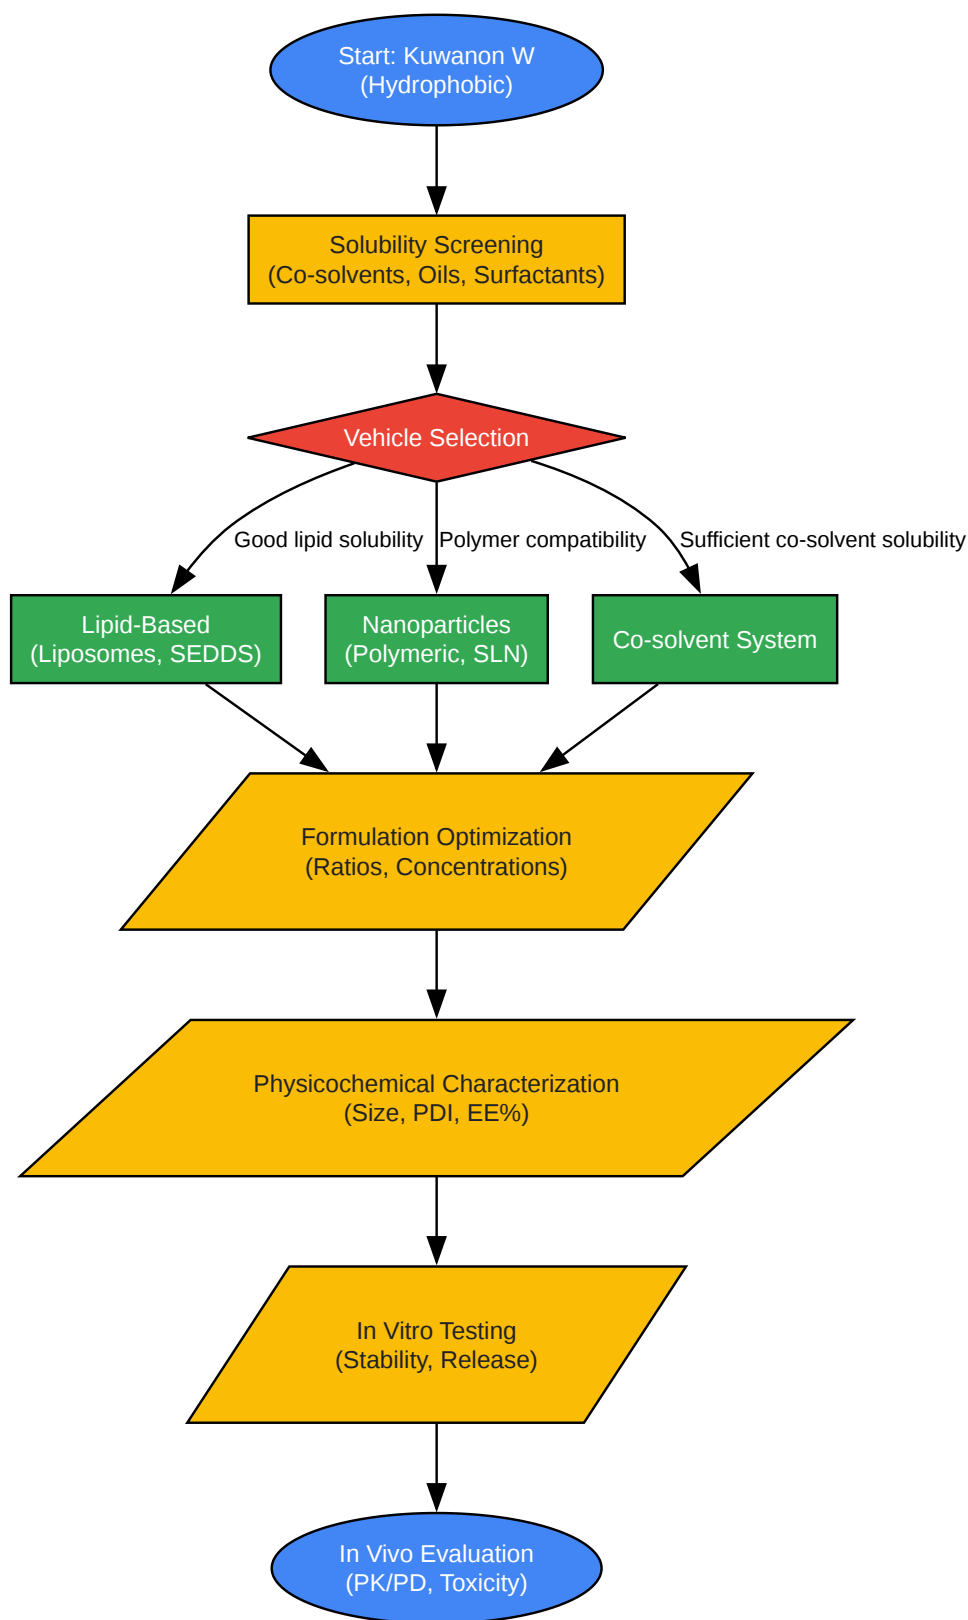 Start: Kuwanon W
(Hydrophobic)
Solubility Screening
(Co-solvents, Oils, Surfactants)
Vehicle Selection
Good lipid solubility
Polymer compatibility
Sufficient co-solvent solubility
Lipid-Based
(Liposomes, SEDDS)
Nanoparticles
(Polymeric, SLN)
Co-solvent System
Formulation Optimization
(Ratios, Concentrations)
Physicochemical Characterization
(Size, PDI, EE%)
In Vitro Testing
(Stability, Release)
In Vivo Evaluation
(PK/PD, Toxicity)